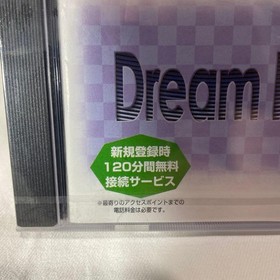 Dream
新規登録時
120分間無料
接続サービス
※最寄りのアクセスポイントまでの
電話料金は必要です。